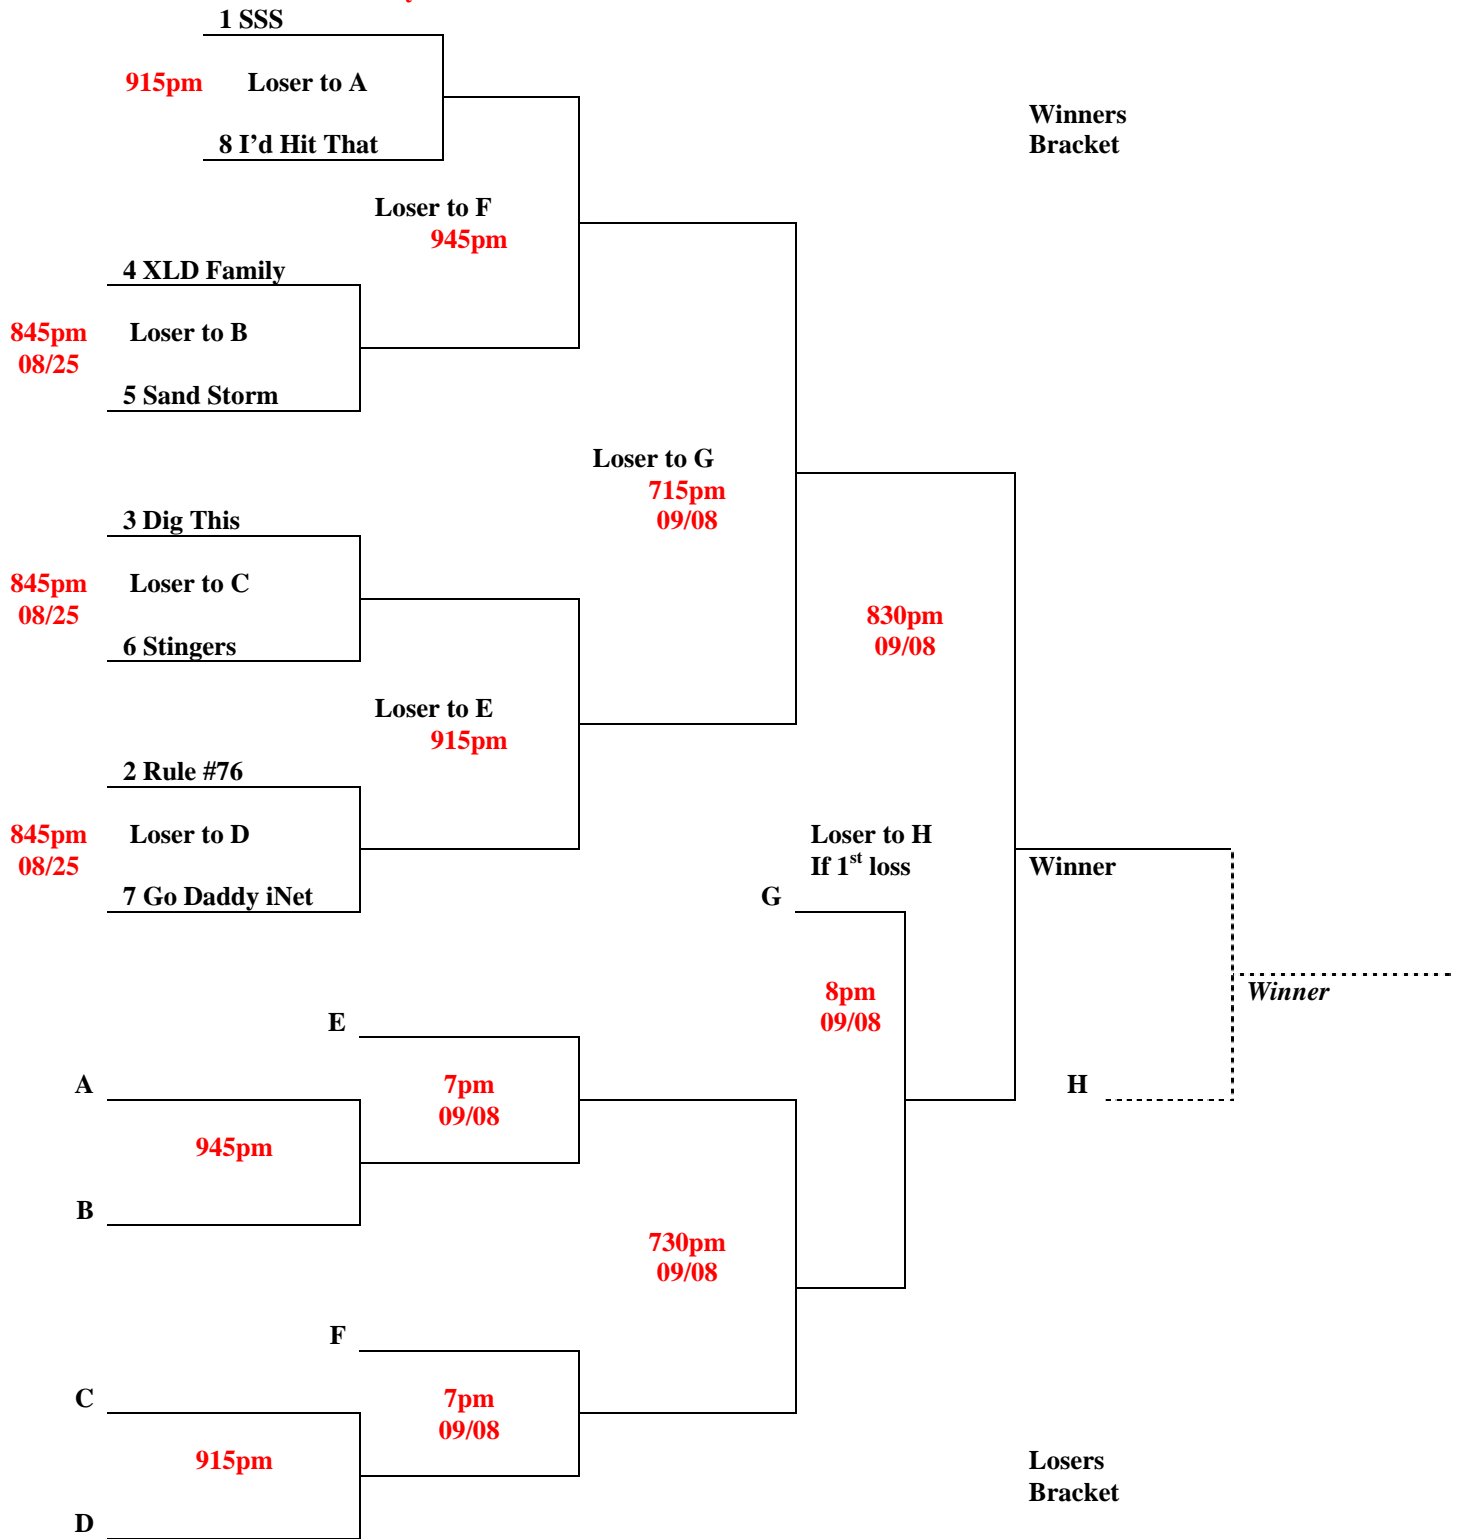 1 SSS
915pm
Loser to A
8 I'd Hit That
Winners
Bracket
Loser to F
945pm
4 XLD Family
845pm
08/25
Loser to B
5 Sand Storm
Loser to G
715pm
09/08
3 Dig This
845pm
08/25
Loser to C
6 Stingers
830pm
09/08
Loser to E
915pm
2 Rule #76
845pm
08/25
Loser to D
7 Go Daddy iNet
Loser to H
If 1st loss
Winner
G
8pm
09/08
Winner
E
7pm
09/08
H
A
945pm
B
730pm
09/08
F
7pm
09/08
C
915pm
D
Losers
Bracket